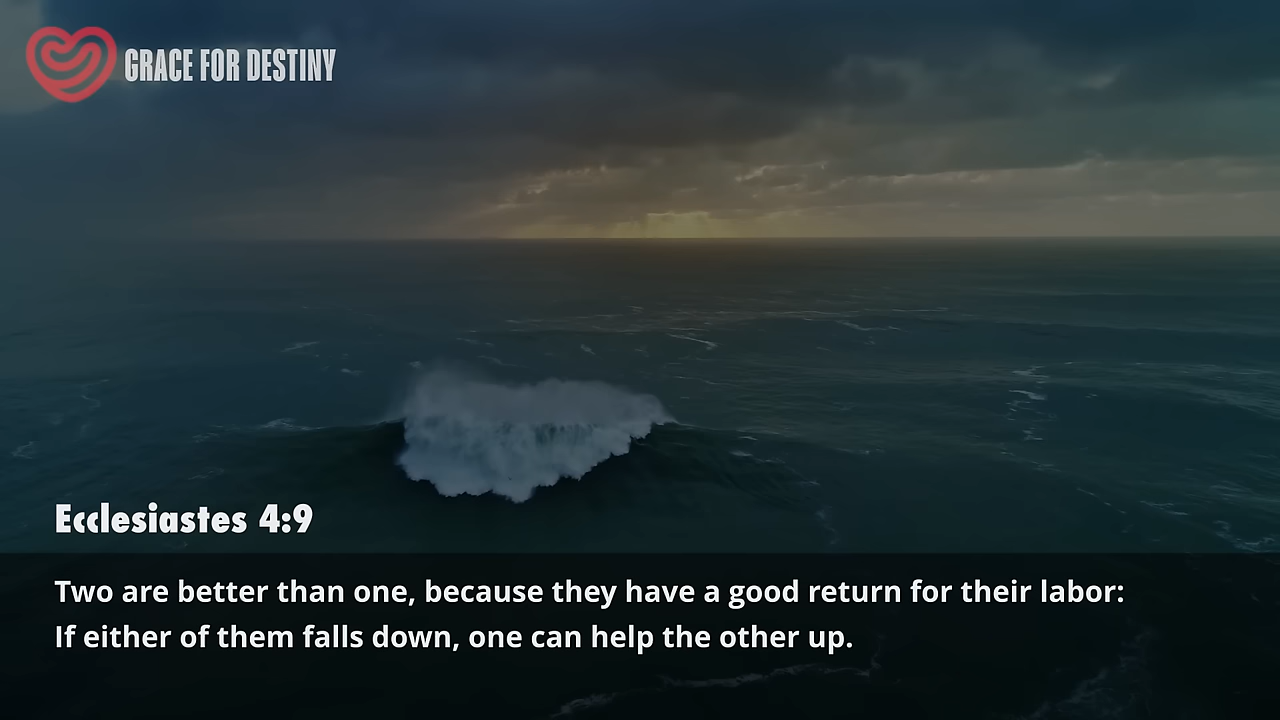 GRACE FOR DESTINY
Ecclesiastes 4:9
Two are better than one, because they have a good return for their labor:
If either of them falls down, one can help the other up.